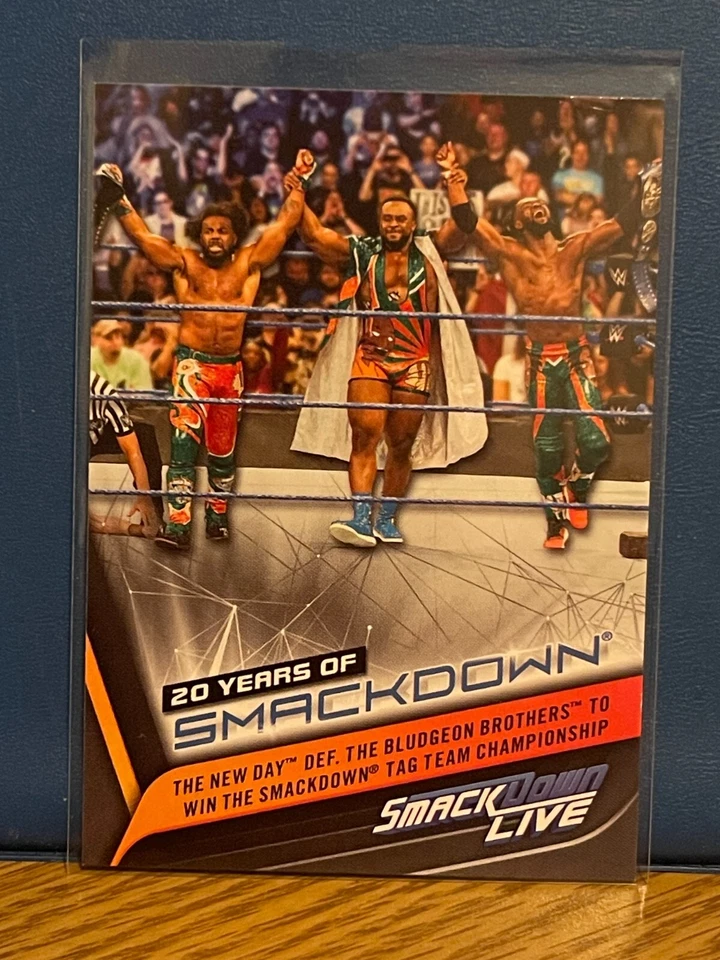 THIS
20 YEARS OF
SMACKDOWN®
THE NEW DAY™ DEF. THE BLUDGEON BROTHERS™ TO
WIN THE SMACKDOWN® TAG TEAM CHAMPIONSHIP
SMACKDOWN
LIVE